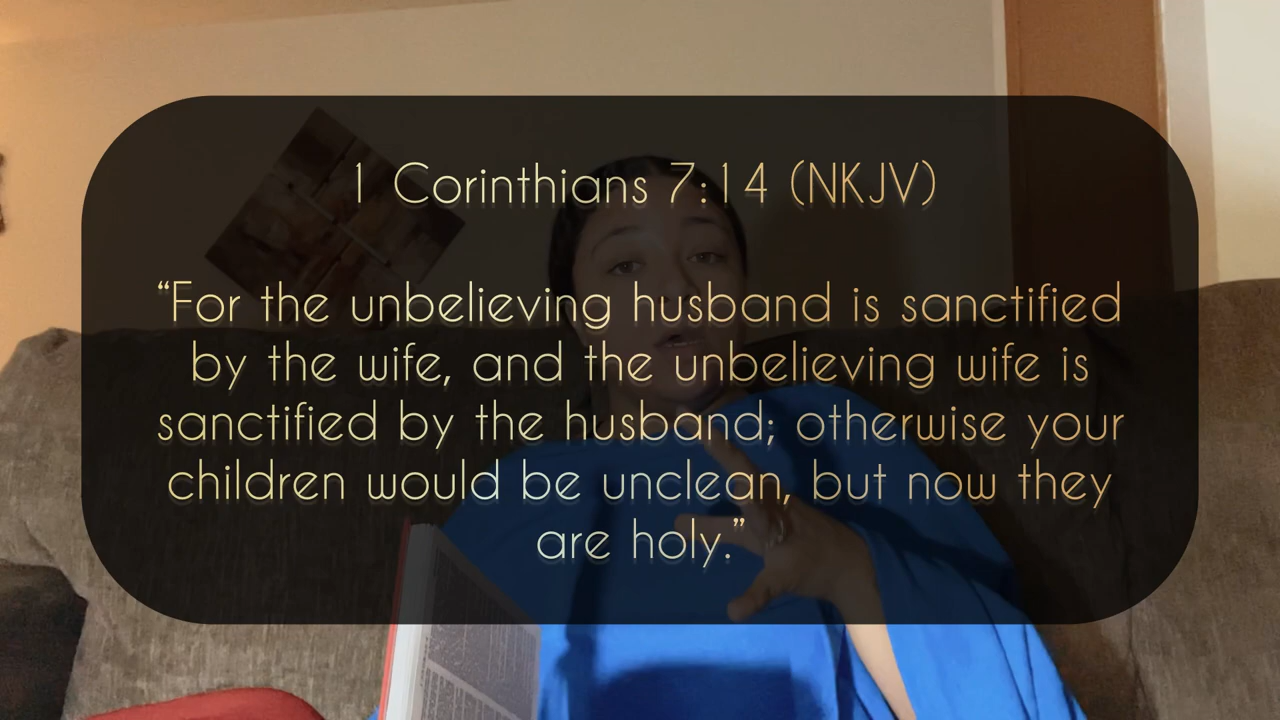 1 Corinthians 7:14 (NKJV)
“For the unbelieving husband is sanctified
by the wife, and the unbelieving wife is
sanctified by the husband; otherwise your
children would be unclean, but now they
are holy.”